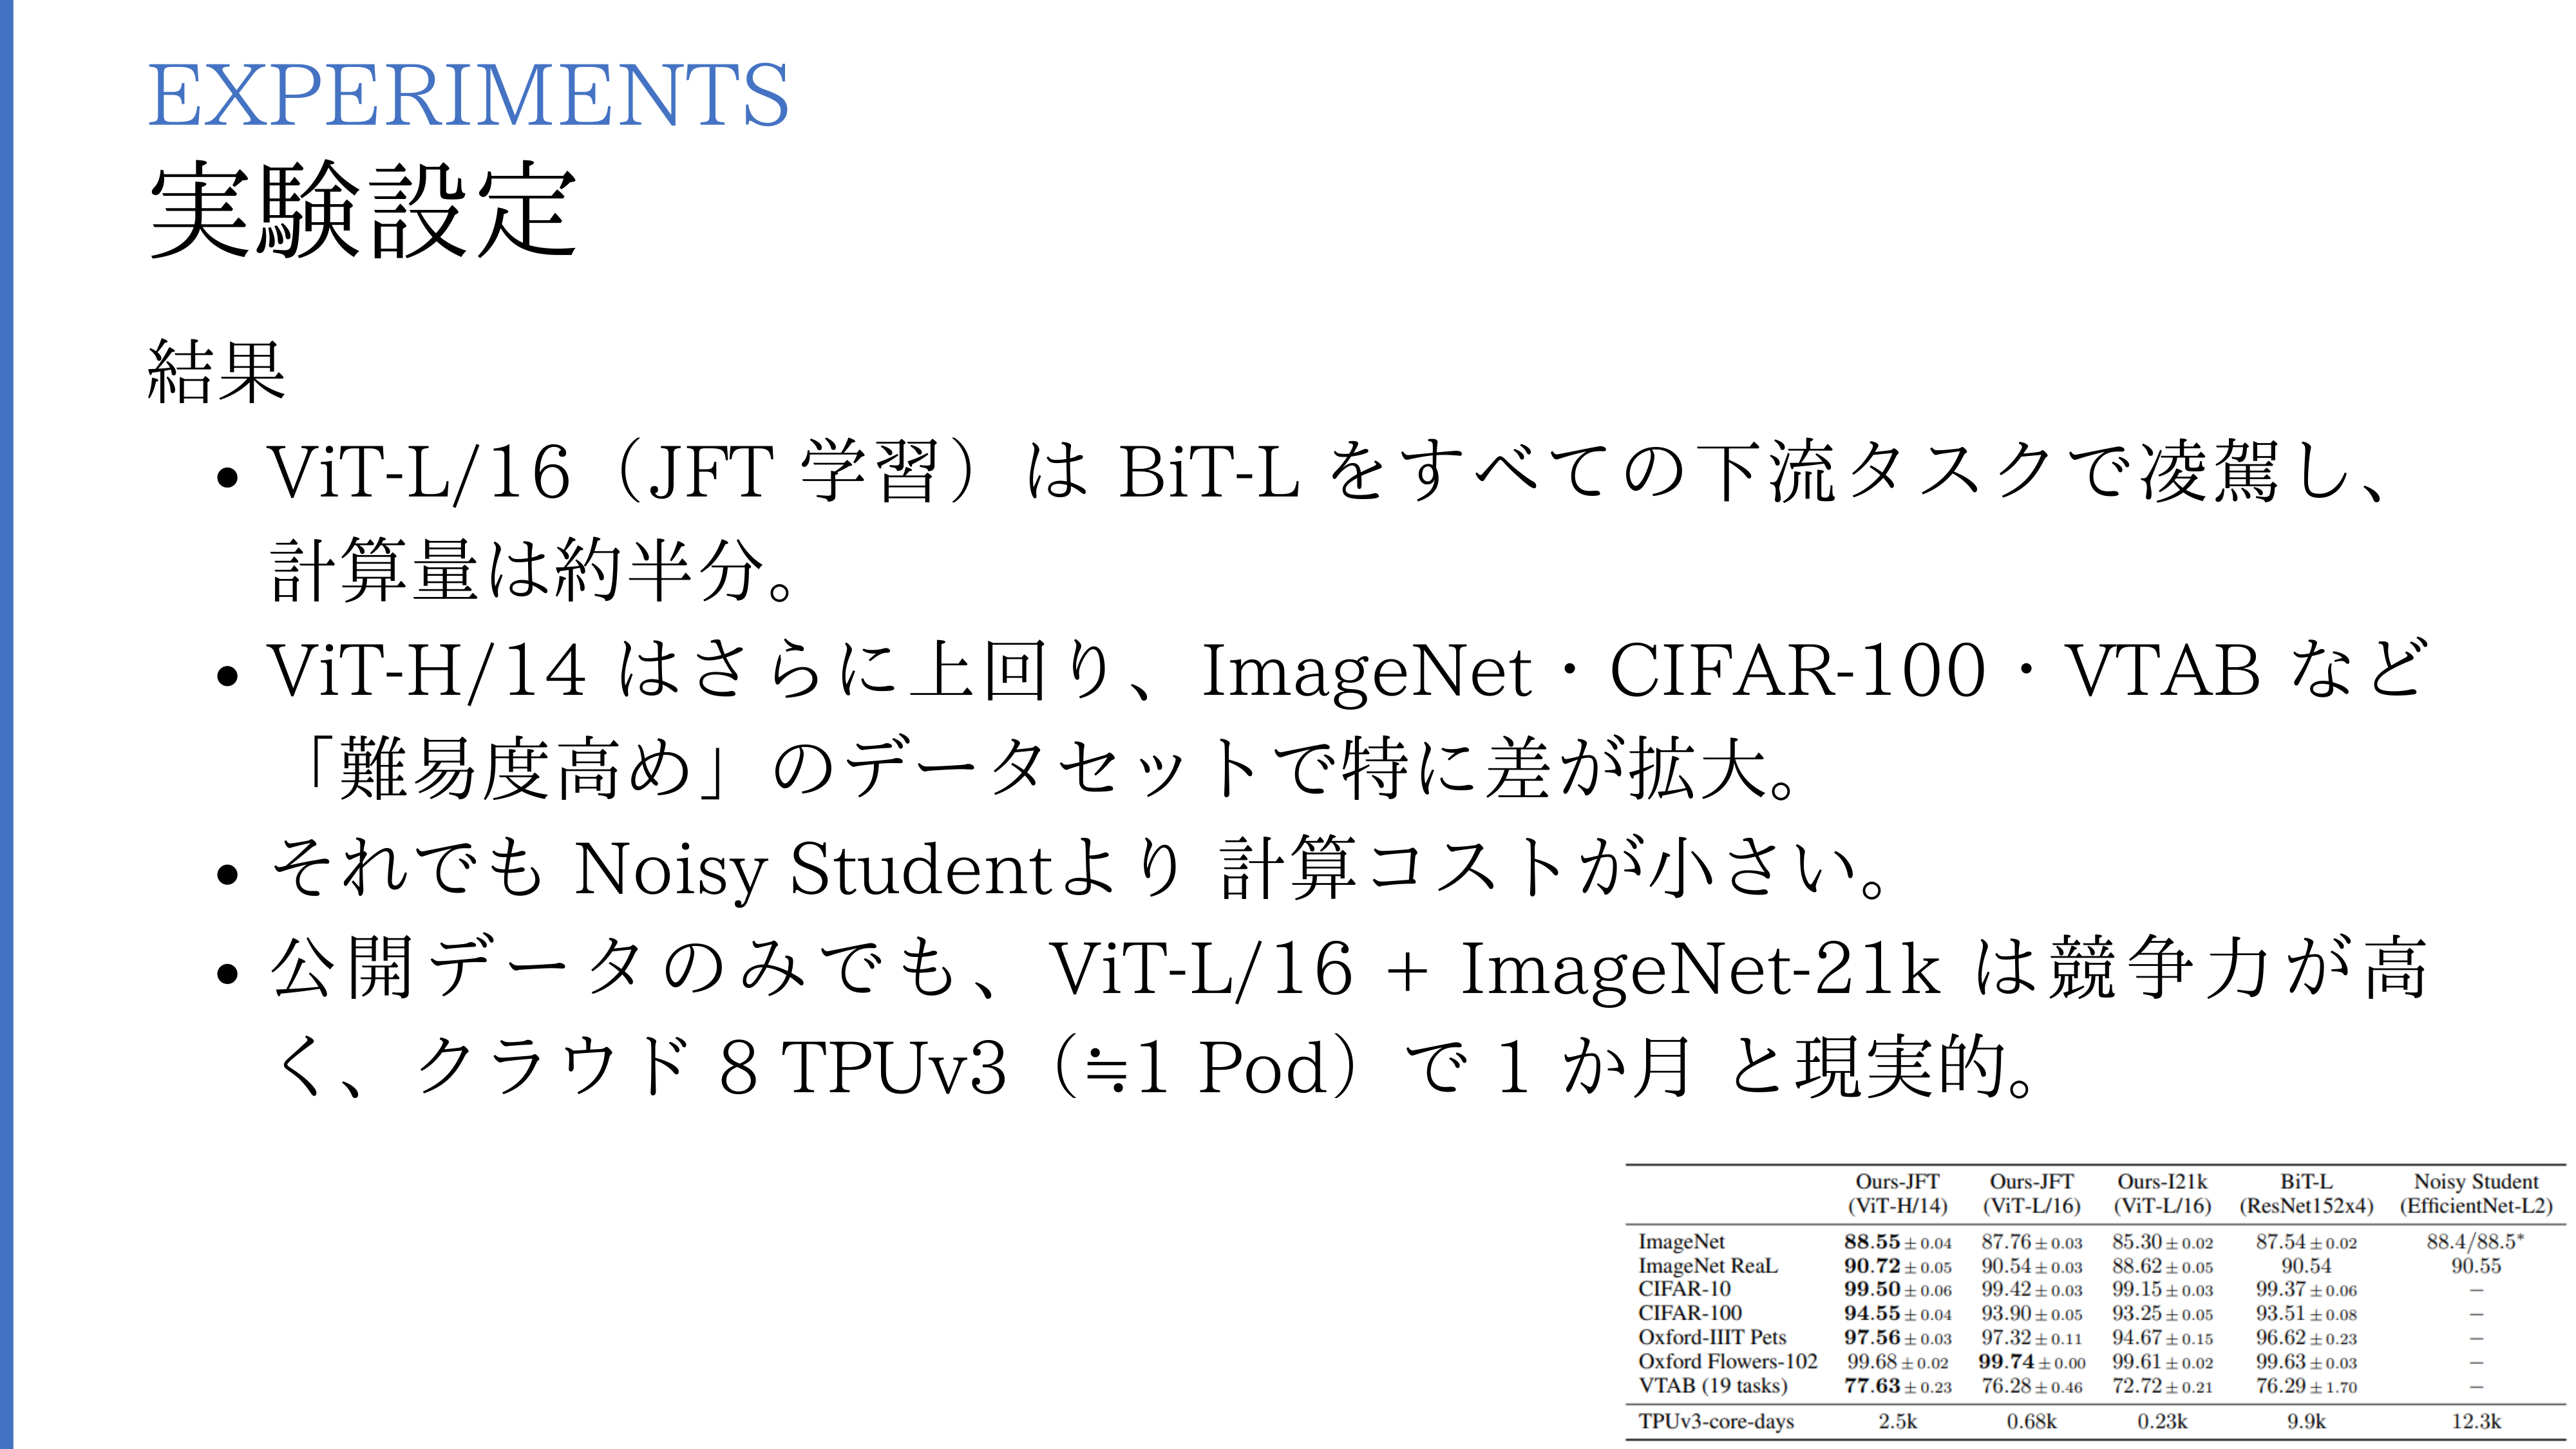 EXPERIMENTS
実験設定
結果
• ViT-L/16（JFT 学習）は BiT-L をすべての下流タスクで凌駕し、
計算量は約半分。
• ViT-H/14 はさらに上回り、ImageNet・CIFAR-100・VTAB など
「難易度高め」のデータセットで特に差が拡大。
• それでも Noisy Studentより 計算コストが小さい。
• 公開データのみでも、ViT-L/16 + ImageNet-21k は競争力が高
く、クラウド 8 TPUv3（≒1 Pod）で 1 か月 と現実的。
Ours-JFT Ours-JFT Ours-I21k BiT-L Noisy Student
(ViT-H/14) (ViT-L/16) (ViT-L/16) (ResNet152x4) (EfficientNet-L2)
ImageNet 88.55 ± 0.04 87.76 ± 0.03 85.30 ± 0.02 87.54 ± 0.02 88.4/88.5*
ImageNet ReaL 90.72 ± 0.05 90.54 ± 0.03 88.62 ± 0.05 90.54 90.55
CIFAR-10 99.50 ± 0.06 99.42 ± 0.03 99.15 ± 0.03 99.37 ± 0.06 –
CIFAR-100 94.55 ± 0.04 93.90 ± 0.05 93.25 ± 0.05 93.51 ± 0.08 –
Oxford-IIIT Pets 97.56 ± 0.03 97.32 ± 0.11 94.67 ± 0.15 96.62 ± 0.23 –
Oxford Flowers-102 99.68 ± 0.02 99.74 ± 0.00 99.61 ± 0.02 99.63 ± 0.03 –
VTAB (19 tasks) 77.63 ± 0.23 76.28 ± 0.46 72.72 ± 0.21 76.29 ± 1.70 –
TPUv3-core-days 2.5k 0.68k 0.23k 9.9k 12.3k